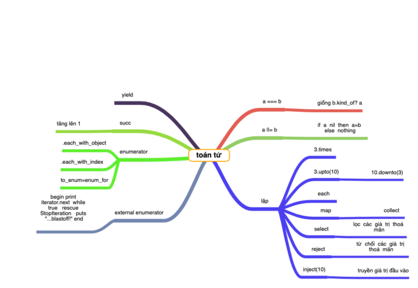 toán tử
yield
tăng lên 1
succ
enumerator
.each_with_object
.each_with_index
to_enum=enum_for
external enumerator
begin print
iterator.next while
true rescue
StopIteration puts
"...blastoff!" end
a === b
giống b.kind_of? a
a ||= b
if a nil then a=b
else nothing
lặp
3.times
3.upto(10)
10.downto(3)
each
map
collect
select
lọc các giá trị thoả
mãn
reject
từ chối các giá trị
thoả mãn
inject(10)
truyền giá trị đầu vào